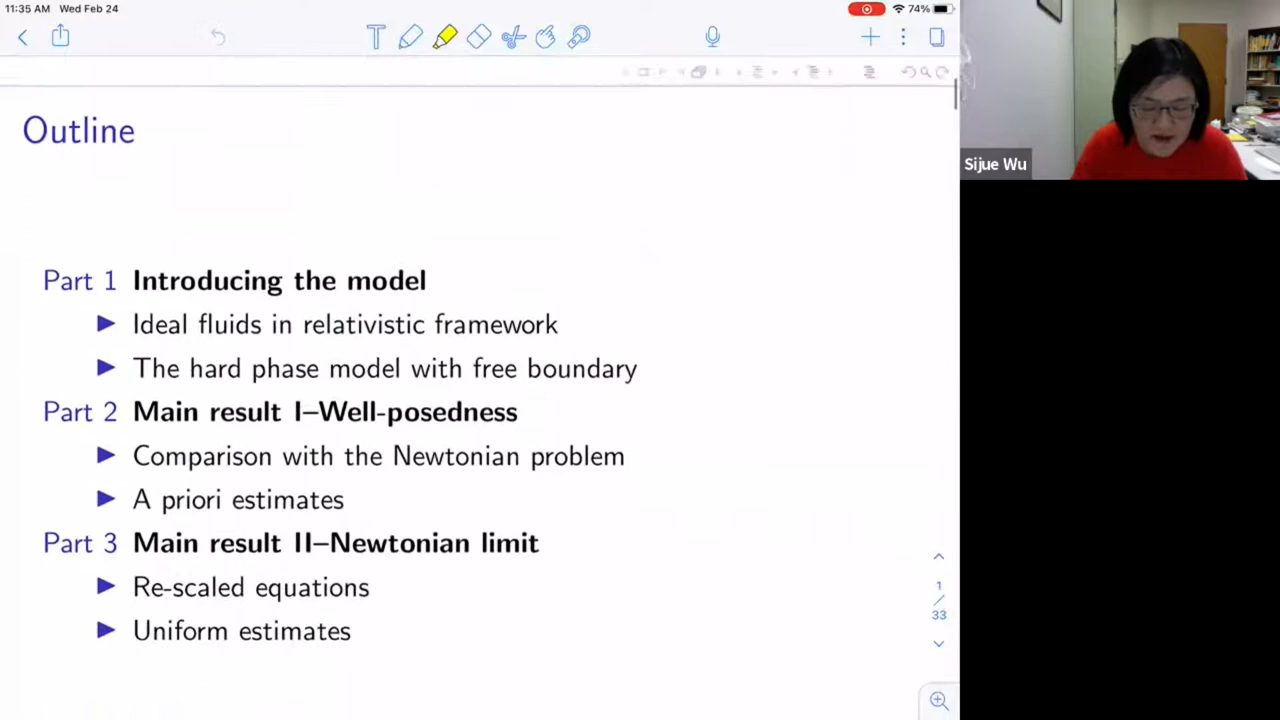 11:35 AM Wed Feb 24
74%
Outline
Part 1 Introducing the model
Ideal fluids in relativistic framework
The hard phase model with free boundary
Part 2 Main result I–Well-posedness
Comparison with the Newtonian problem
A priori estimates
Part 3 Main result II–Newtonian limit
Re-scaled equations
Uniform estimates
1
/
33
Sijue Wu